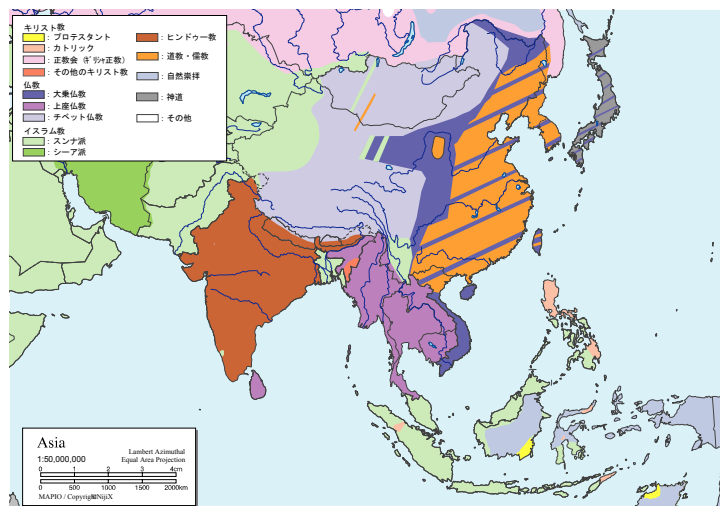 キリスト教
：プロテスタント
：カトリック
：正教会（ｷﾞﾘｼｬ正教）
：その他のキリスト教
仏教
：大乗仏教
：上座仏教
：チベット仏教
イスラム教
：スンナ派
：シーア派
：ヒンドゥー教
：道教・儒教
：自然崇拝
：神道
：その他
Asia
1:50,000,000
Lambert Azimuthal
Equal Area Projection
0 1 2 3 4cm
0 500 1000 1500 2000km
MAPIO / Copyright NijiX